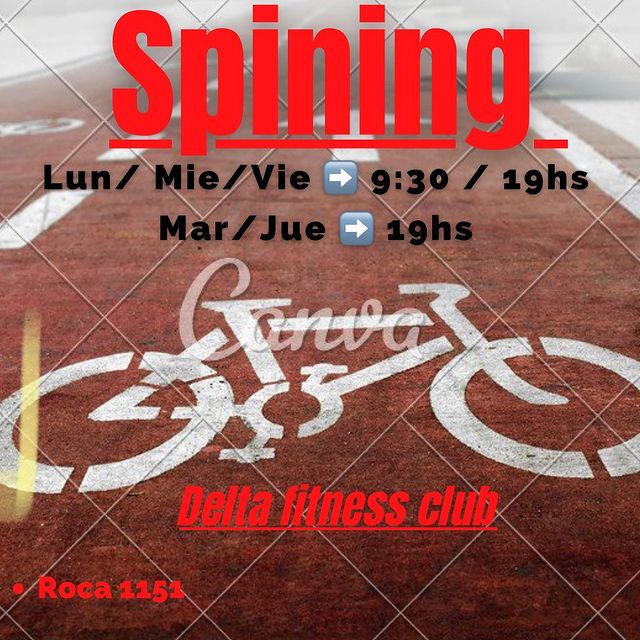 Spining
Lun/ Mie/Vie ➡️ 9:30 / 19hs
Mar/Jue ➡️ 19hs
Canva
Delta fitness club
• Roca 1151